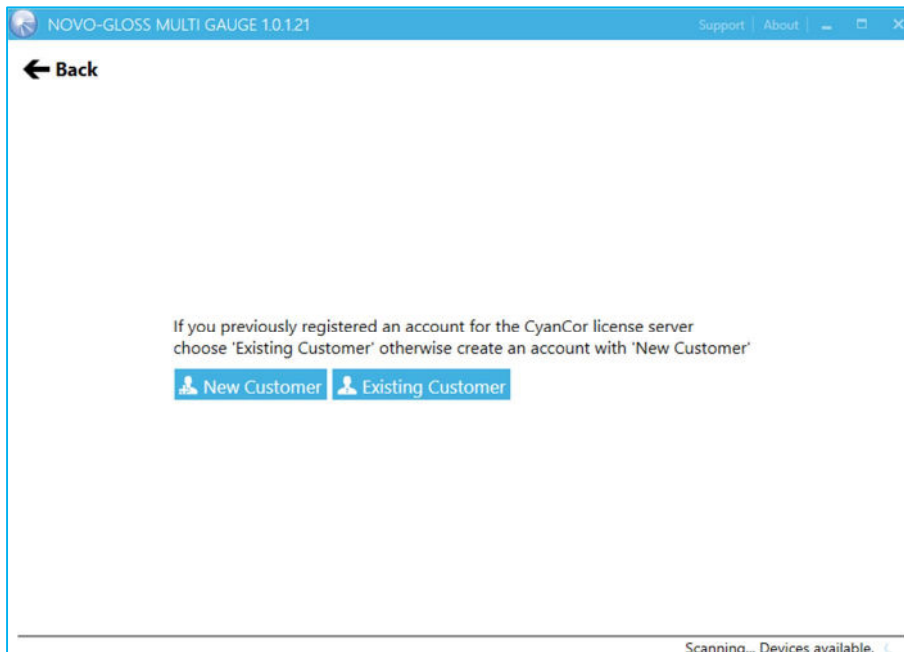 NOVO-GLOSS MULTI GAUGE 1.0.1.21
Support | About
Back
If you previously registered an account for the CyanCor license server
choose 'Existing Customer' otherwise create an account with 'New Customer'
New Customer Existing Customer
Scanning... Devices available.